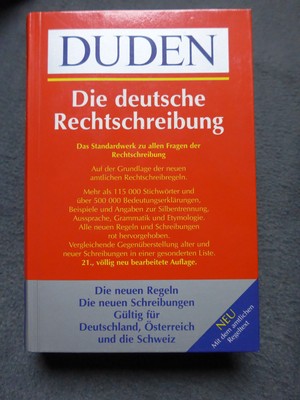 DUDEN
Die deutsche
Rechtschreibung
Das Standardwerk zu allen Fragen der
Rechtschreibung
Auf der Grundlage der neuen
amtlichen Rechtschreibregeln.
Mehr als 115 000 Stichwörter und
über 500 000 Bedeutungserklärungen,
Beispiele und Angaben zur Silbentrennung,
Aussprache, Grammatik und Etymologie.
Alle neuen Regeln und Schreibungen
rot hervorgehoben.
Vergleichende Gegenüberstellung alter und
neuer Schreibungen in einer gesonderten Liste.
21., völlig neu bearbeitete Auflage.
Die neuen Regeln
Die neuen Schreibungen
Gültig für
Deutschland, Österreich
und die Schweiz
NEU
Mit dem amtlichen
Regeltext